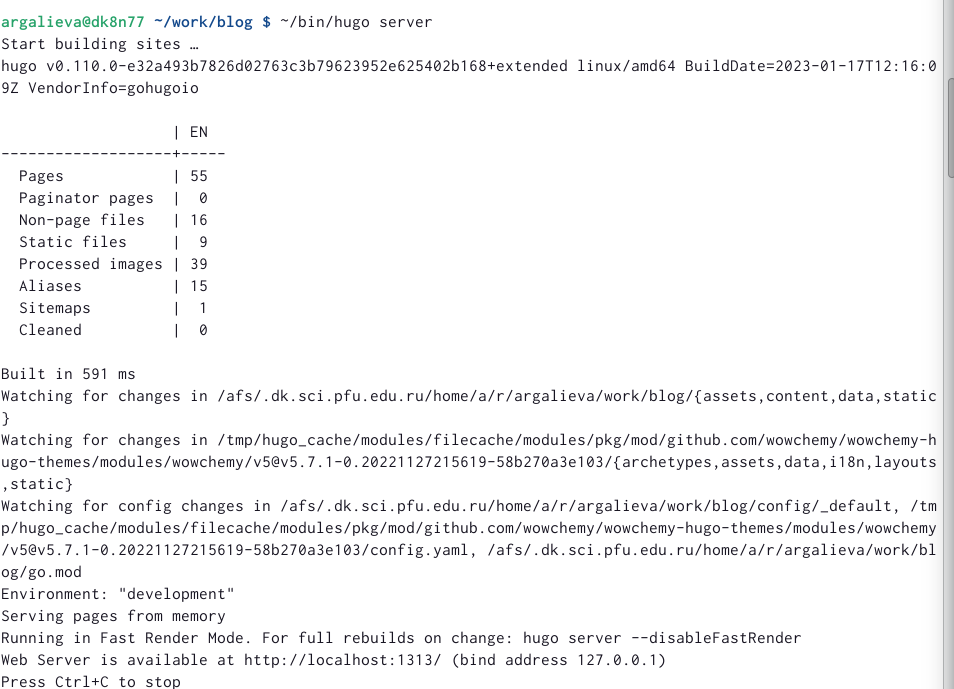 argalieva@dk8n77 ~/work/blog $ ~/bin/hugo server
Start building sites …
hugo v0.110.0-e32a493b7826d02763c3b79623952e625402b168+extended linux/amd64 BuildDate=2023-01-17T12:16:0
9Z VendorInfo=gohugoio
                   | EN
-------------------+-----
  Pages            | 55
  Paginator pages  |  0
  Non-page files   | 16
  Static files     |  9
  Processed images | 39
  Aliases          | 15
  Sitemaps         |  1
  Cleaned          |  0
Built in 591 ms
Watching for changes in /afs/.dk.sci.pfu.edu.ru/home/a/r/argalieva/work/blog/{assets,content,data,static
}
Watching for changes in /tmp/hugo_cache/modules/filecache/modules/pkg/mod/github.com/wowchemy/wowchemy-h
ugo-themes/modules/wowchemy/v5@v5.7.1-0.20221127215619-58b270a3e103/{archetypes,assets,data,i18n,layouts
,static}
Watching for config changes in /afs/.dk.sci.pfu.edu.ru/home/a/r/argalieva/work/blog/config/_default, /tm
p/hugo_cache/modules/filecache/modules/pkg/mod/github.com/wowchemy/wowchemy-hugo-themes/modules/wowchemy
/v5@v5.7.1-0.20221127215619-58b270a3e103/config.yaml, /afs/.dk.sci.pfu.edu.ru/home/a/r/argalieva/work/bl
og/go.mod
Environment: "development"
Serving pages from memory
Running in Fast Render Mode. For full rebuilds on change: hugo server --disableFastRender
Web Server is available at http://localhost:1313/ (bind address 127.0.0.1)
Press Ctrl+C to stop